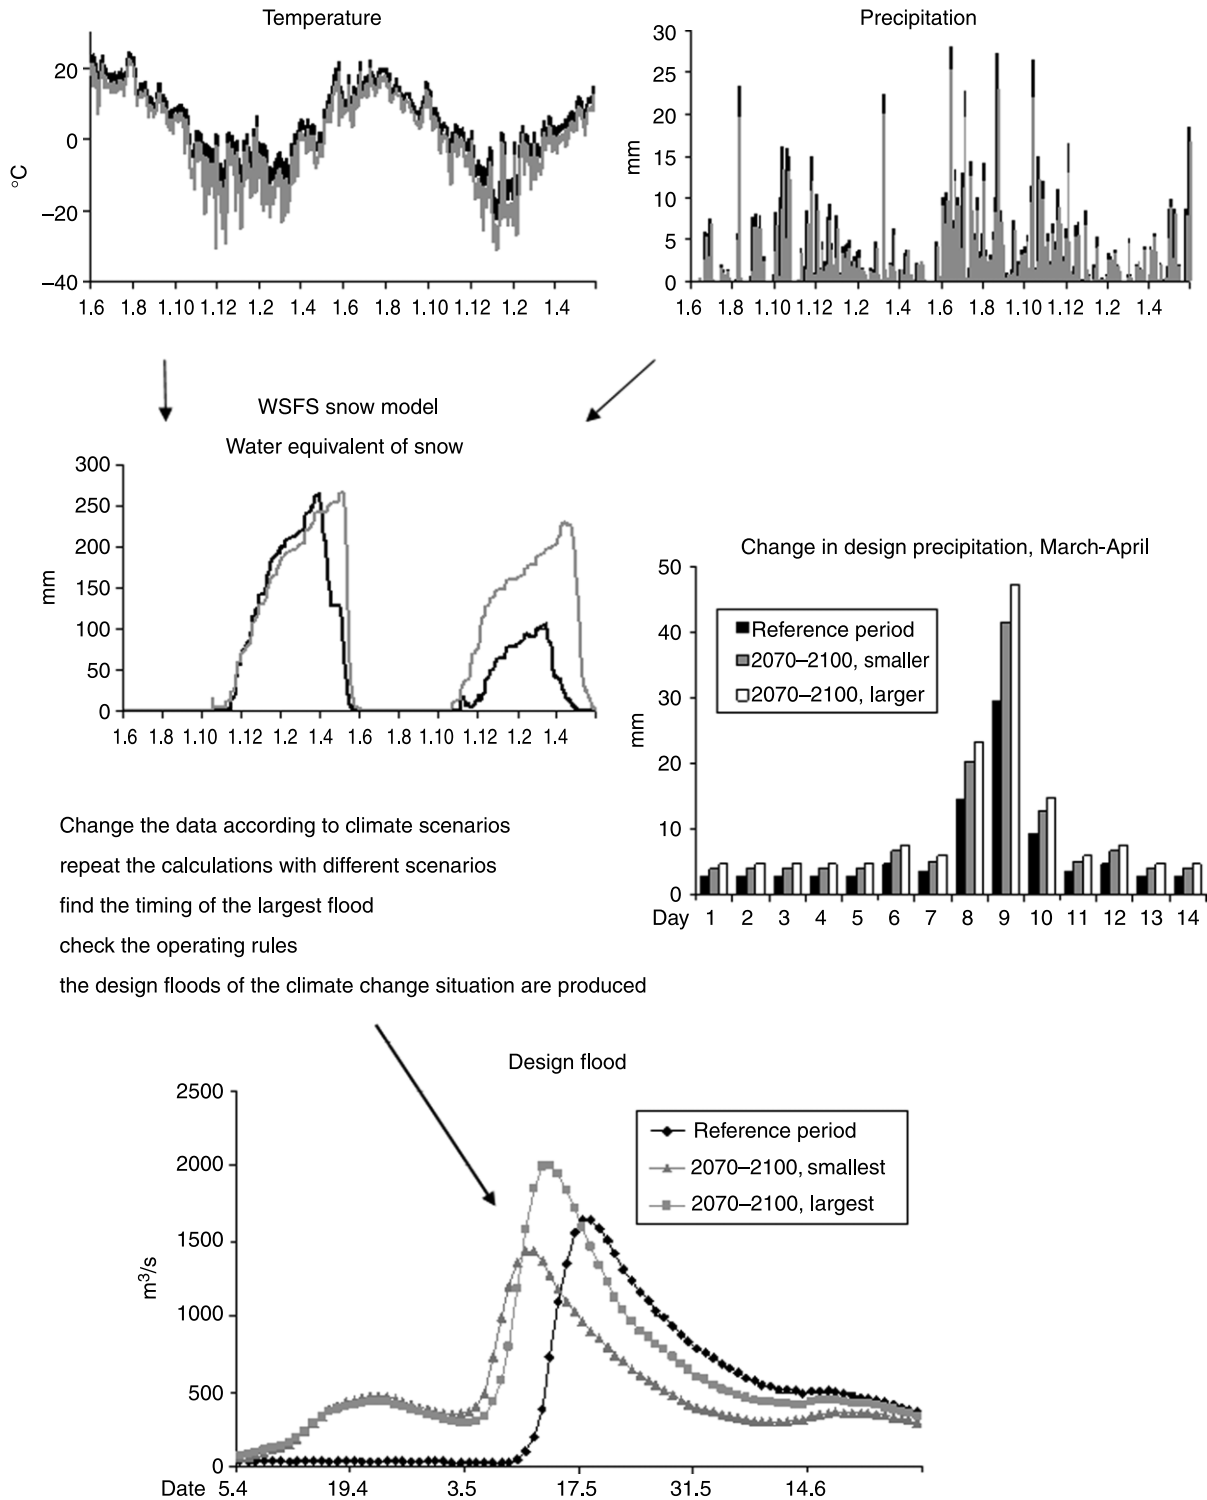 Temperature
20
0
–20
–40
°C
1.6 1.8 1.10 1.12 1.2 1.4 1.6 1.8 1.10 1.12 1.2 1.4
Precipitation
30
25
20
15
10
5
0
mm
1.6 1.8 1.10 1.12 1.2 1.4 1.6 1.8 1.10 1.12 1.2 1.4
WSFS snow model
Water equivalent of snow
300
250
200
150
100
50
0
mm
1.6 1.8 1.10 1.12 1.2 1.4 1.6 1.8 1.10 1.12 1.2 1.4
Change in design precipitation, March-April
50
40
30
20
10
0
mm
Reference period
2070–2100, smaller
2070–2100, larger
Day 1 2 3 4 5 6 7 8 9 10 11 12 13 14
Change the data according to climate scenarios
repeat the calculations with different scenarios
find the timing of the largest flood
check the operating rules
the design floods of the climate change situation are produced
Design flood
2500
2000
1500
1000
500
0
m³/s
Reference period
2070–2100, smallest
2070–2100, largest
Date 5.4 19.4 3.5 17.5 31.5 14.6